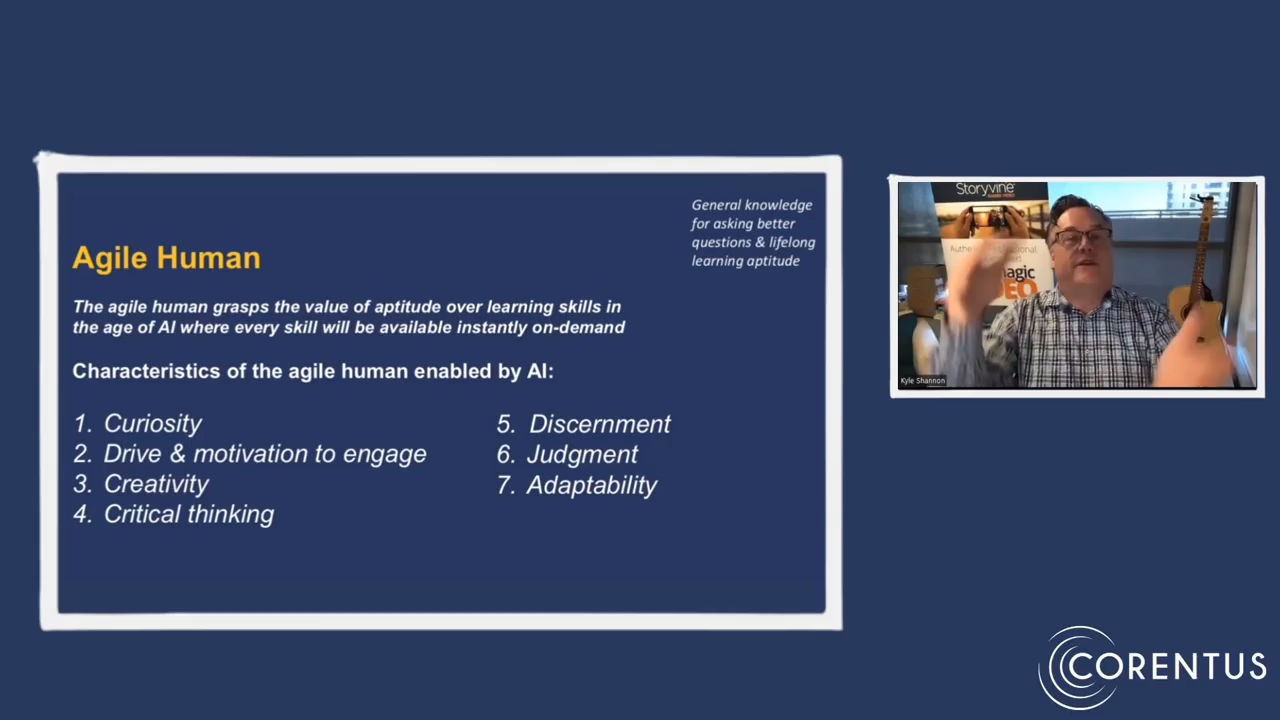 General knowledge
for asking better
questions & lifelong
learning aptitude
Agile Human
The agile human grasps the value of aptitude over learning skills in
the age of AI where every skill will be available instantly on-demand
Characteristics of the agile human enabled by AI:
1. Curiosity
2. Drive & motivation to engage
3. Creativity
4. Critical thinking
5. Discernment
6. Judgment
7. Adaptability
Storyvine
Kyle Shannon
CORENTUS